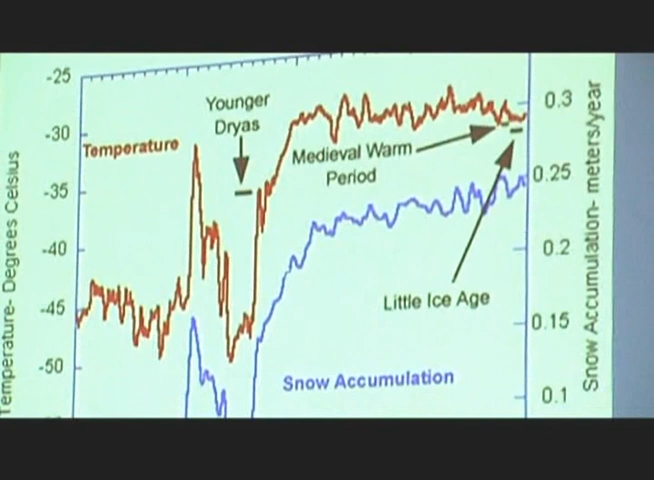 Temperature- Degrees Celsius
-25
-30
-35
-40
-45
-50
Younger
Dryas
Temperature
Medieval Warm
Period
Little Ice Age
Snow Accumulation
0.3
0.25
0.2
0.15
0.1
Snow Accumulation- meters/year